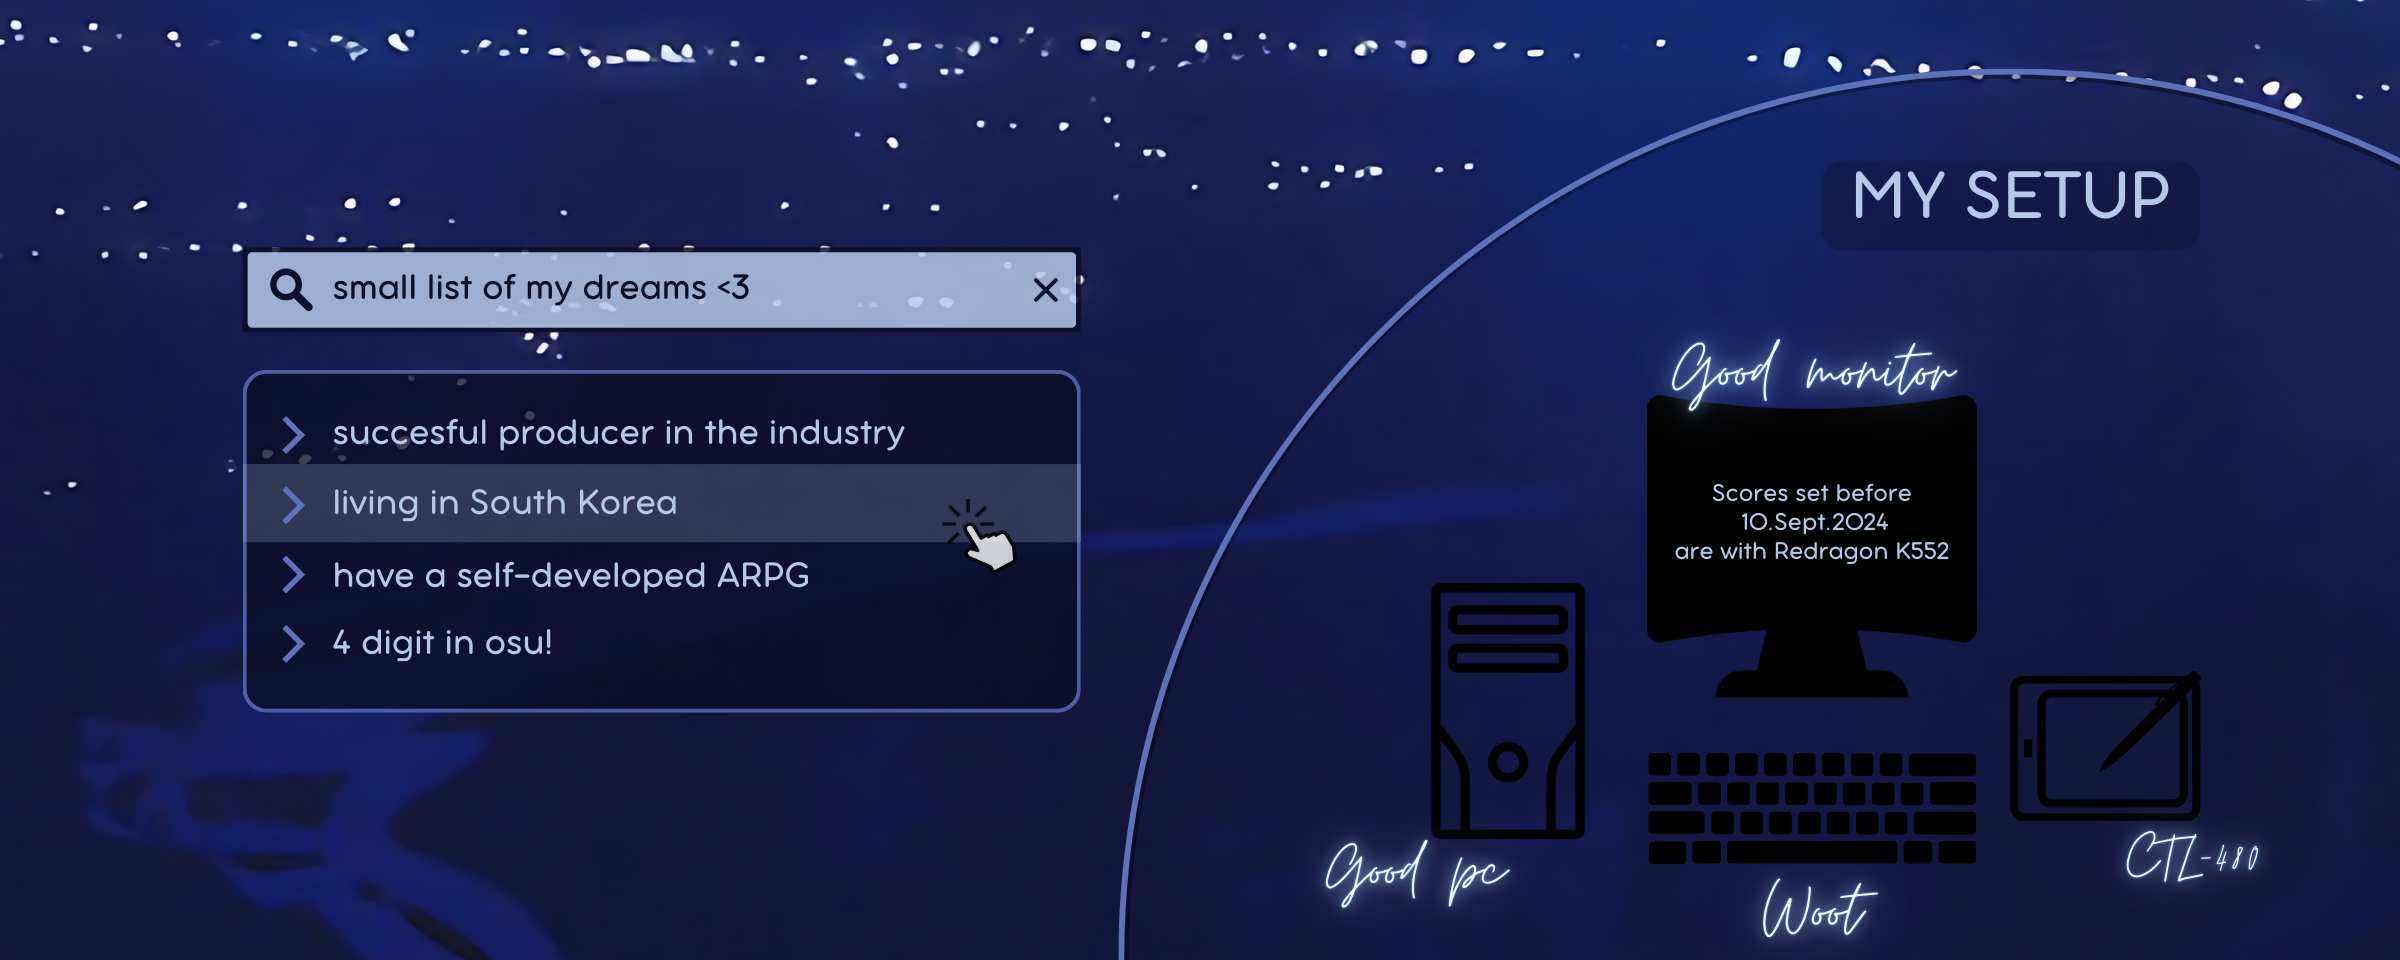 MY SETUP
small list of my dreams <3
succesful producer in the industry
living in South Korea
have a self-developed ARPG
4 digit in osu!
Good monitor
Scores set before
10.Sept.2024
are with Redragon K552
Good pc
Woot
CTL-480